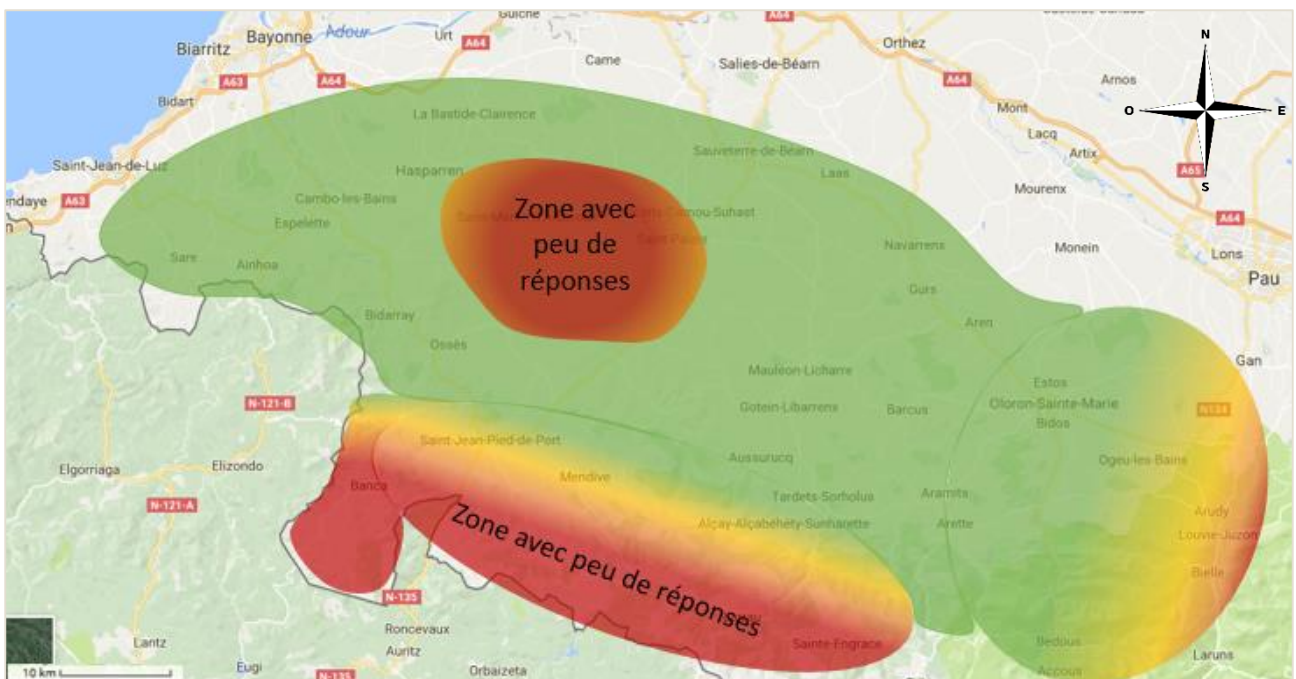 Guiche
A64
Bayonne
Adour
Urt
A64
Orthez
N
Biarritz
Came
Salies-de-Béarn
A63
A64
A64
Arnos
Bidart
Mont
O
E
La Bastide-Clairence
Lacq
Sauveterre-de-Béarn
Artix
Saint-Jean-de-Luz
Hasparren
Laas
A65
S
Mourenx
endaye
A63
Cambo-les-Bains
Zone avec
peu de
réponses
A64
Espelette
Navarrenx
Monein
Lons
Sare
Ainhoa
Pau
Gurs
Bidarray
Aren
Ossès
Gan
Mauléon-Licharre
Estos
N-121-B
Gotein-Libarrenx
Barcus
Oloron-Sainte-Marie
N134
Bidos
Saint-Jean-Pied-de-Port
Aussurucq
Ogeu-les-Bains
Elgorriaga
Elizondo
Mendive
Banca
Tardets-Sorholus
Aramits
N-121-A
Zone avec peu de réponses
Alçay-Alçabéhéty-Sunharette
Arette
Arudy
Louvie-Juzon
Bielle
N-135
Roncevaux
Auritz
Lantz
Sainte-Engrace
Bedous
Laruns
Eugi
Orbaizeta
Accous
10 km
N-135